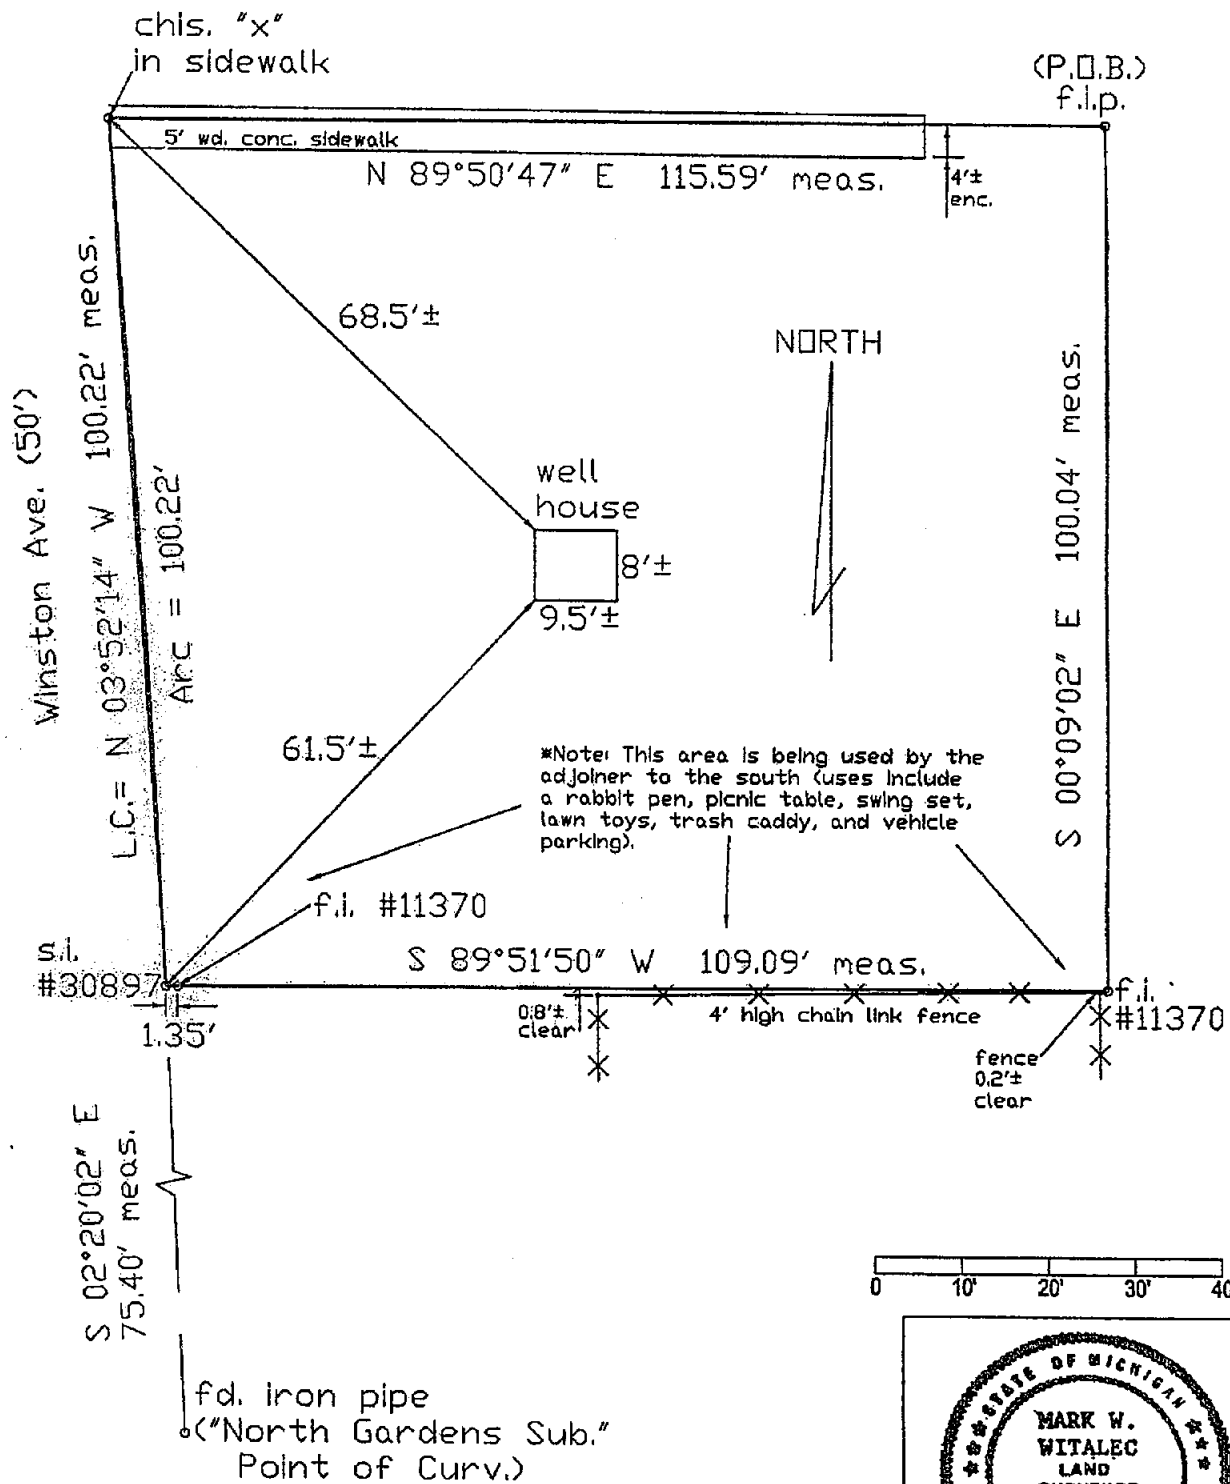 chis. "x"
in sidewalk
(P.O.B.)
f.i.p.
5' wd. conc. sidewalk
N 89°50'47" E 115.59' meas.
4'±
enc.
68.5'±
NORTH
well
house
8'±
9.5'±
Winston Ave. (50')
L.C.= N 03°52'14" W 100.22' meas.
Arc = 100.22'
S 00°09'02" E 100.04' meas.
61.5'±
*Note: This area is being used by the
adjoiner to the south (uses include
a rabbit pen, picnic table, swing set,
lawn toys, trash caddy, and vehicle
parking).
f.i. #11370
s.i.
#30897
S 89°51'50" W 109.09' meas.
f.i.
#11370
1.35'
0.8'±
clear
4' high chain link fence
fence
0.2'±
clear
S 02°20'02" E
75.40' meas.
0 10' 20' 30' 40
fd. iron pipe
("North Gardens Sub."
Point of Curv.)
STATE OF MICHIGAN
MARK W.
WITALEC
LAND